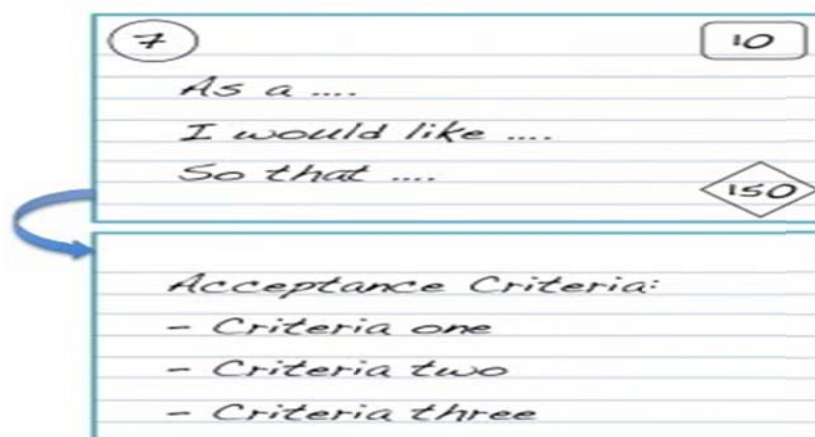 7
10
As a ....
I would like ....
So that ....
150
Acceptance Criteria:
- Criteria one
- Criteria two
- Criteria three